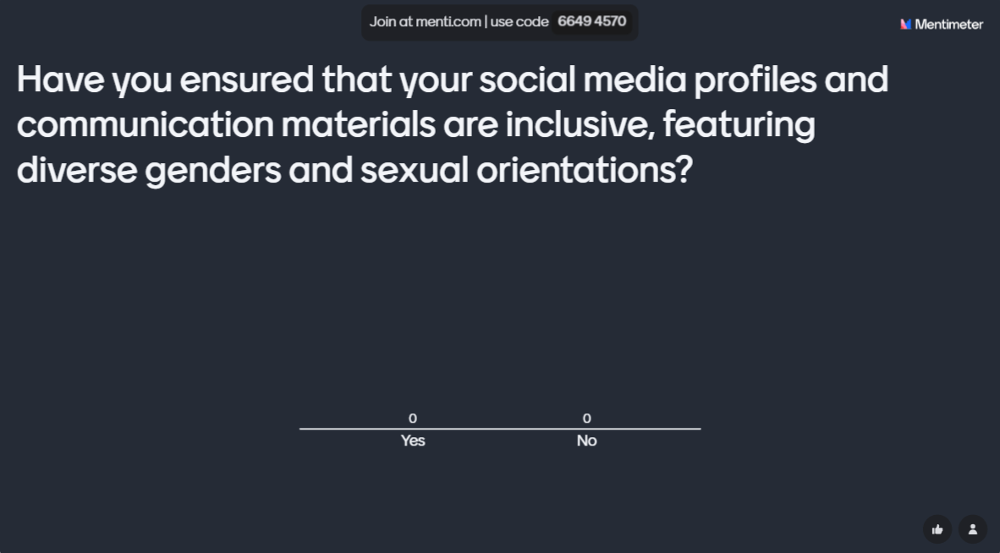 Join at menti.com | use code 6649 4570
Mentimeter
Have you ensured that your social media profiles and
communication materials are inclusive, featuring
diverse genders and sexual orientations?
0 0
Yes No